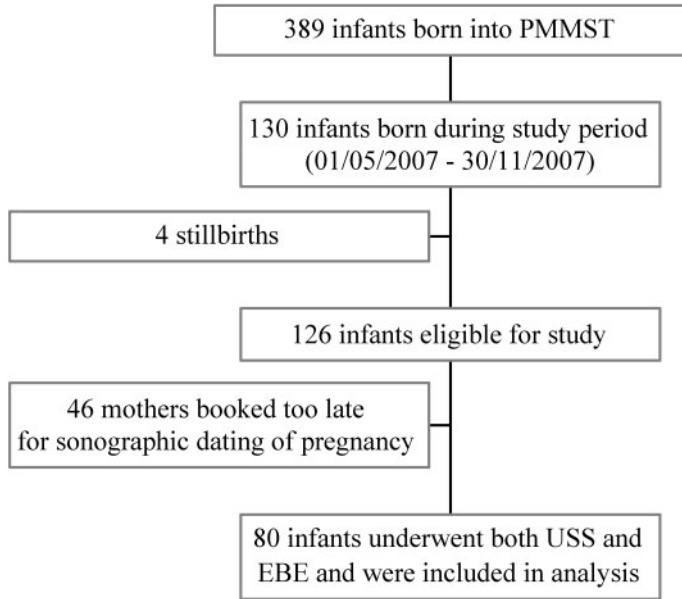 389 infants born into PMMST
130 infants born during study period
(01/05/2007 - 30/11/2007)
4 stillbirths
126 infants eligible for study
46 mothers booked too late
for sonographic dating of pregnancy
80 infants underwent both USS and
EBE and were included in analysis